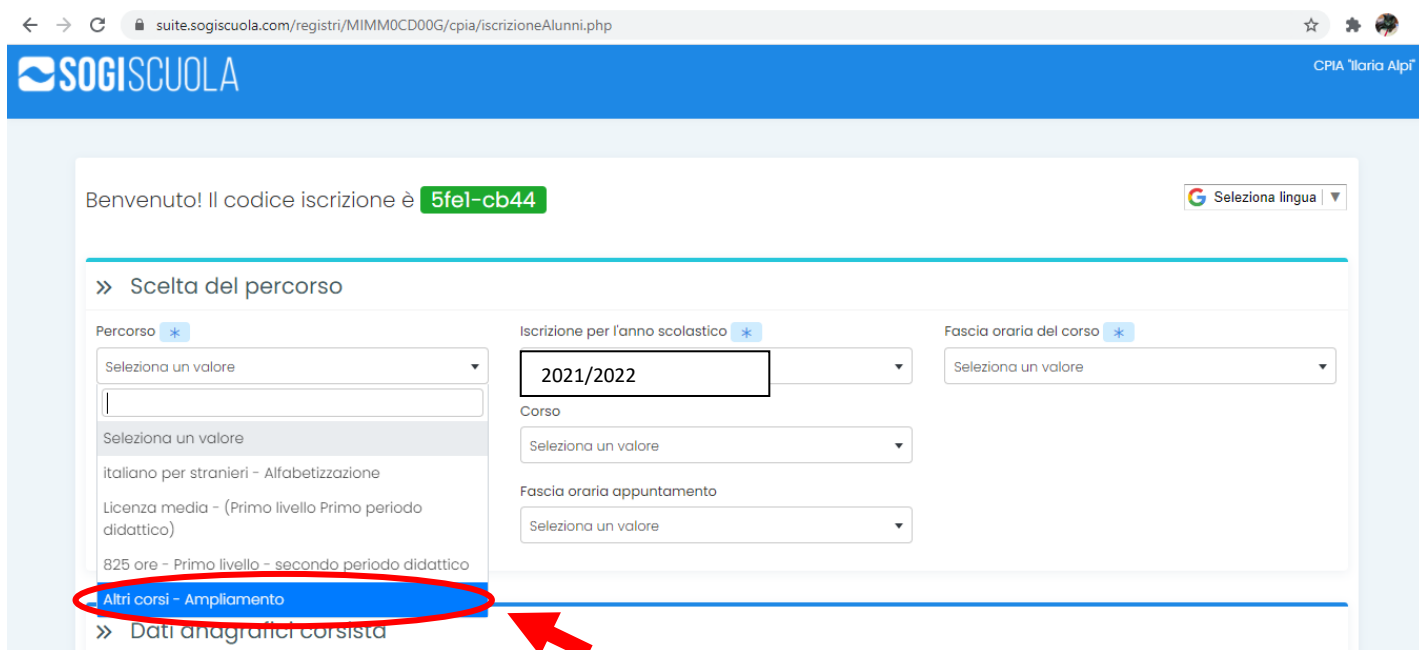 suite.sogiscuola.com/registri/MIMM0CD00G/cpia/iscrizioneAlunni.php
SOGISCUOLA
CPIA "Ilaria Alpi"
Benvenuto! Il codice iscrizione è 5fe1-cb44
G Seleziona lingua
» Scelta del percorso
Percorso *
Seleziona un valore
Seleziona un valore
italiano per stranieri - Alfabetizzazione
Licenza media - (Primo livello Primo periodo
didattico)
825 ore - Primo livello - secondo periodo didattico
Altri corsi - Ampliamento
Iscrizione per l'anno scolastico *
2021/2022
Corso
Seleziona un valore
Fascia oraria appuntamento
Seleziona un valore
Fascia oraria del corso *
Seleziona un valore
» Dati anagrafici corsista